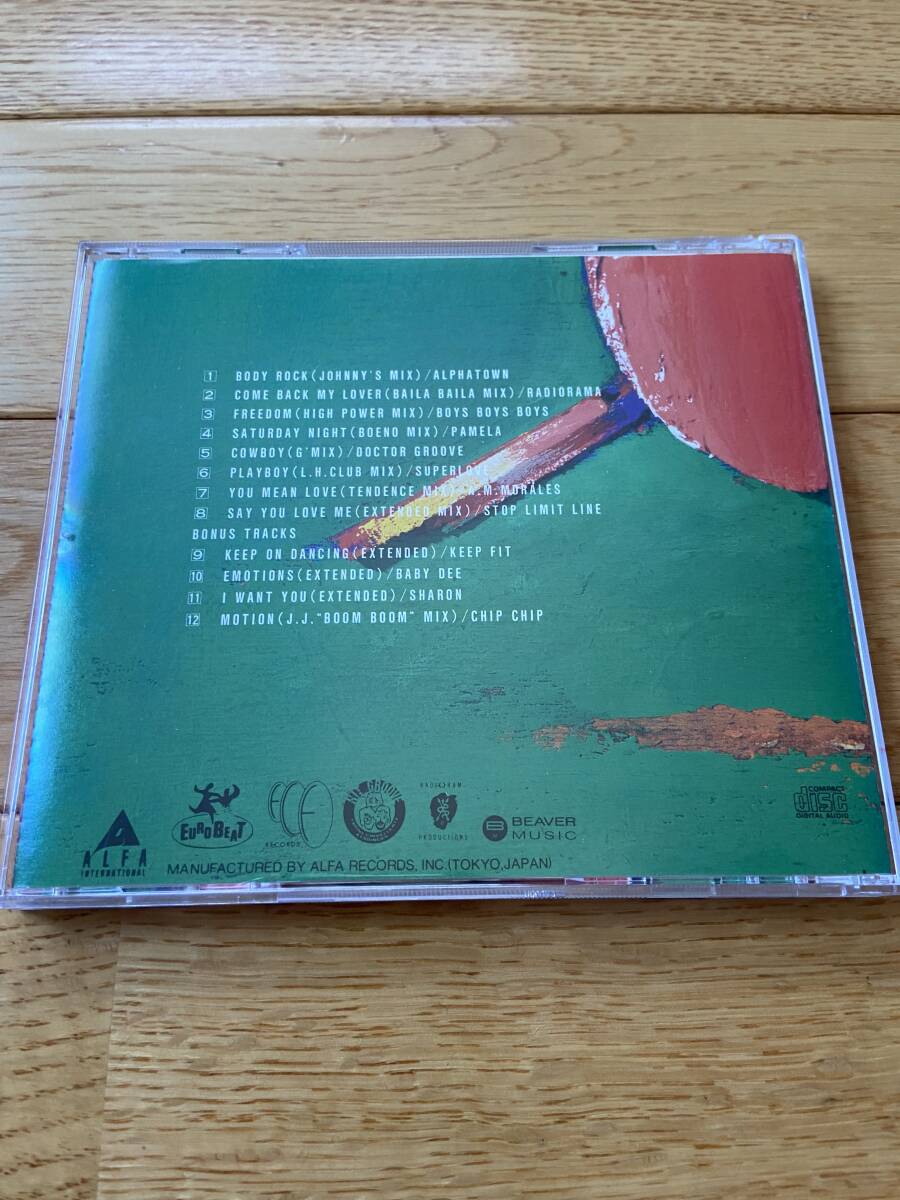 1 BODY ROCK(JOHNNY'S MIX)/ALPHATOWN
2 COME BACK MY LOVER(BAILA BAILA MIX)/RADIORAMA
3 FREEDOM(HIGH POWER MIX)/BOYS BOYS BOYS
4 SATURDAY NIGHT(BOENO MIX)/PAMELA
5 COWBOY(G'MIX)/DOCTOR GROOVE
6 PLAYBOY(L.H.CLUB MIX)/SUPERLOVE
7 YOU MEAN LOVE(TENDENCE MIX)/ .M.MORALES
8 SAY YOU LOVE ME(EXTENDED MIX)/STOP LIMIT LINE
BONUS TRACKS
9 KEEP ON DANCING(EXTENDED)/KEEP FIT
10 EMOTIONS(EXTENDED)/BABY DEE
11 I WANT YOU(EXTENDED)/SHARON
12 MOTION(J.J."BOOM BOOM" MIX)/CHIP CHIP
ALFA
INTERNATIONAL
EUROBEAT
RECORDS
GROOVE
RADIORAMA
PRODUCTIONS
B BEAVER
MUSIC
COMPACT
disc
DIGITAL AUDIO
MANUFACTURED BY ALFA RECORDS, INC.(TOKYO,JAPAN)